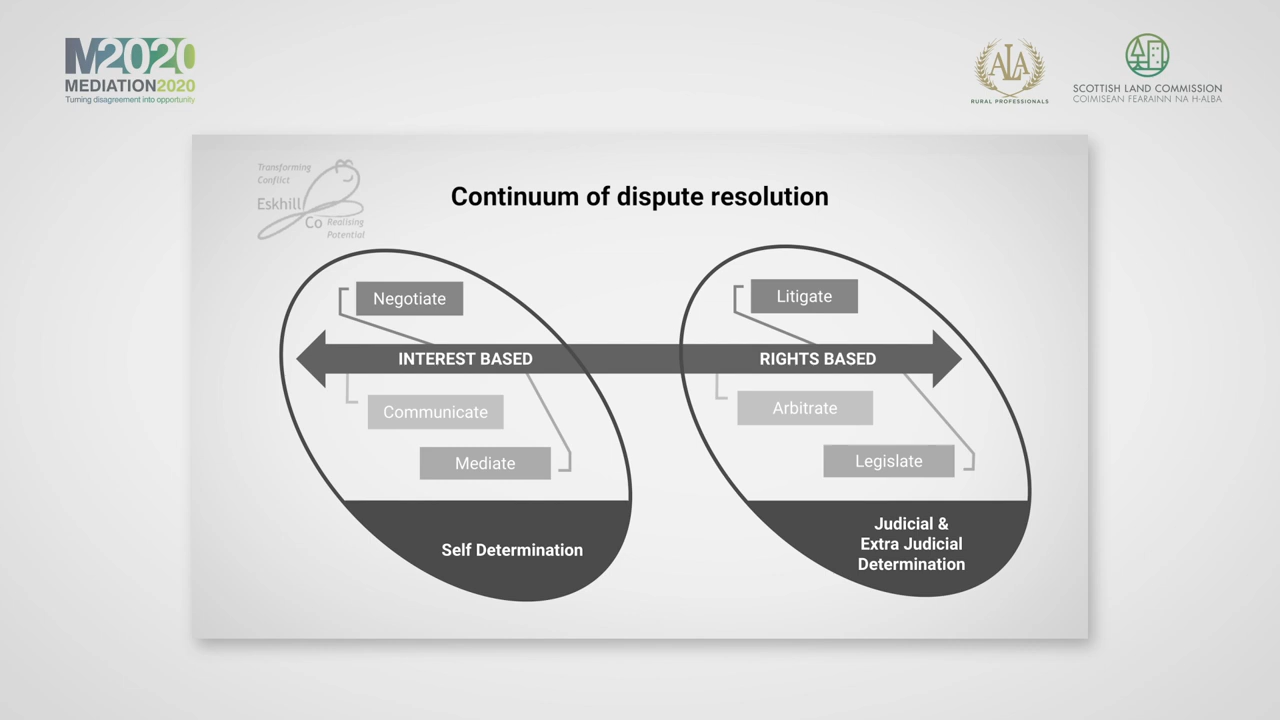 M2020
MEDIATION2020
Turning disagreement into opportunity
ALA
RURAL PROFESSIONALS
SCOTTISH LAND COMMISSION
COIMISEAN FEARAINN NA H-ALBA
Transforming
Conflict
Eskhill
Co
Realising
Potential
Continuum of dispute resolution
Negotiate
INTEREST BASED
Communicate
Mediate
Self Determination
Litigate
RIGHTS BASED
Arbitrate
Legislate
Judicial &
Extra Judicial
Determination